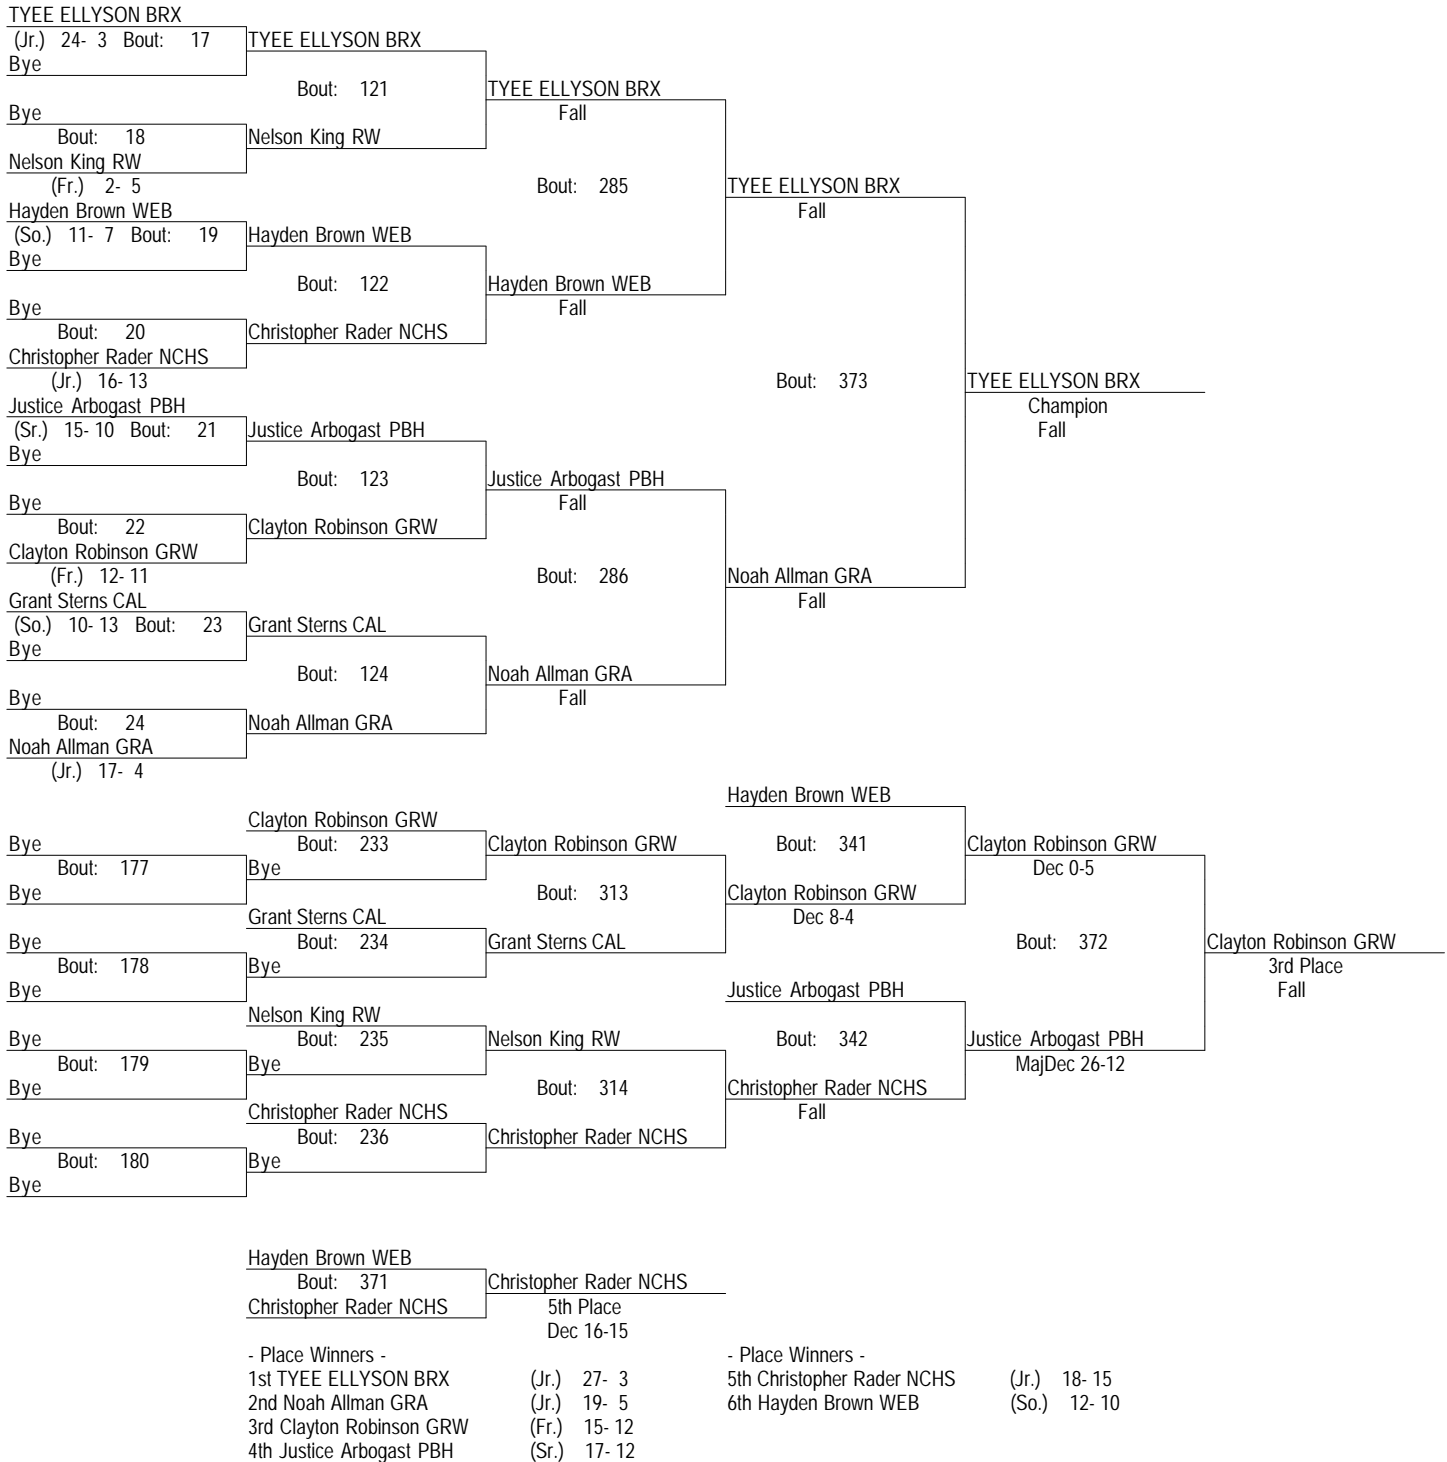 TYEE ELLYSON BRX
(Jr.) 24- 3 Bout: 17 TYEE ELLYSON BRX
Bye
Bout: 121 TYEE ELLYSON BRX
Bye Fall
Bout: 18 Nelson King RW
Nelson King RW
(Fr.) 2- 5 Bout: 285 TYEE ELLYSON BRX
Hayden Brown WEB Fall
(So.) 11- 7 Bout: 19 Hayden Brown WEB
Bye
Bout: 122 Hayden Brown WEB
Bye Fall
Bout: 20 Christopher Rader NCHS
Christopher Rader NCHS
(Jr.) 16- 13 Bout: 373 TYEE ELLYSON BRX
Justice Arbogast PBH Champion
(Sr.) 15- 10 Bout: 21 Justice Arbogast PBH Fall
Bye
Bout: 123 Justice Arbogast PBH
Bye Fall
Bout: 22 Clayton Robinson GRW
Clayton Robinson GRW
(Fr.) 12- 11 Bout: 286 Noah Allman GRA
Grant Sterns CAL Fall
(So.) 10- 13 Bout: 23 Grant Sterns CAL
Bye
Bout: 124 Noah Allman GRA
Bye Fall
Bout: 24 Noah Allman GRA
Noah Allman GRA
(Jr.) 17- 4
Hayden Brown WEB
Clayton Robinson GRW
Bye Bout: 233 Clayton Robinson GRW Bout: 341 Clayton Robinson GRW
Bout: 177 Bye Dec 0-5
Bye Bout: 313 Clayton Robinson GRW
Grant Sterns CAL Dec 8-4
Bye Bout: 234 Grant Sterns CAL Bout: 372 Clayton Robinson GRW
Bout: 178 Bye 3rd Place
Bye Justice Arbogast PBH Fall
Nelson King RW
Bye Bout: 235 Nelson King RW Bout: 342 Justice Arbogast PBH
Bout: 179 Bye MajDec 26-12
Bye Bout: 314 Christopher Rader NCHS
Christopher Rader NCHS Fall
Bye Bout: 236 Christopher Rader NCHS
Bout: 180 Bye
Bye
Hayden Brown WEB
Bout: 371 Christopher Rader NCHS
Christopher Rader NCHS 5th Place
Dec 16-15
- Place Winners - - Place Winners -
1st TYEE ELLYSON BRX (Jr.) 27- 3 5th Christopher Rader NCHS (Jr.) 18- 15
2nd Noah Allman GRA (Jr.) 19- 5 6th Hayden Brown WEB (So.) 12- 10
3rd Clayton Robinson GRW (Fr.) 15- 12
4th Justice Arbogast PBH (Sr.) 17- 12